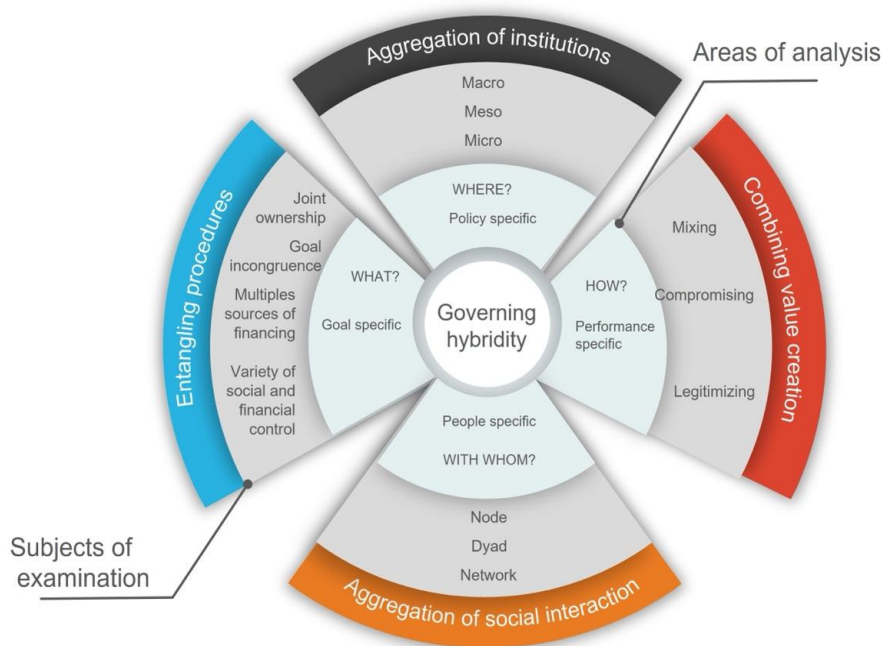 Aggregation of institutions
Areas of analysis
Macro
Meso
Micro
WHERE?
Policy specific
Entangling procedures
Joint
ownership
Goal
incongruence
Multiples
sources of
financing
Variety of
social and
financial
control
WHAT?
Goal specific
Governing
hybridity
HOW?
Performance
specific
Mixing
Compromising
Legitimizing
Combining value creation
People specific
WITH WHOM?
Node
Dyad
Network
Aggregation of social interaction
Subjects of
examination